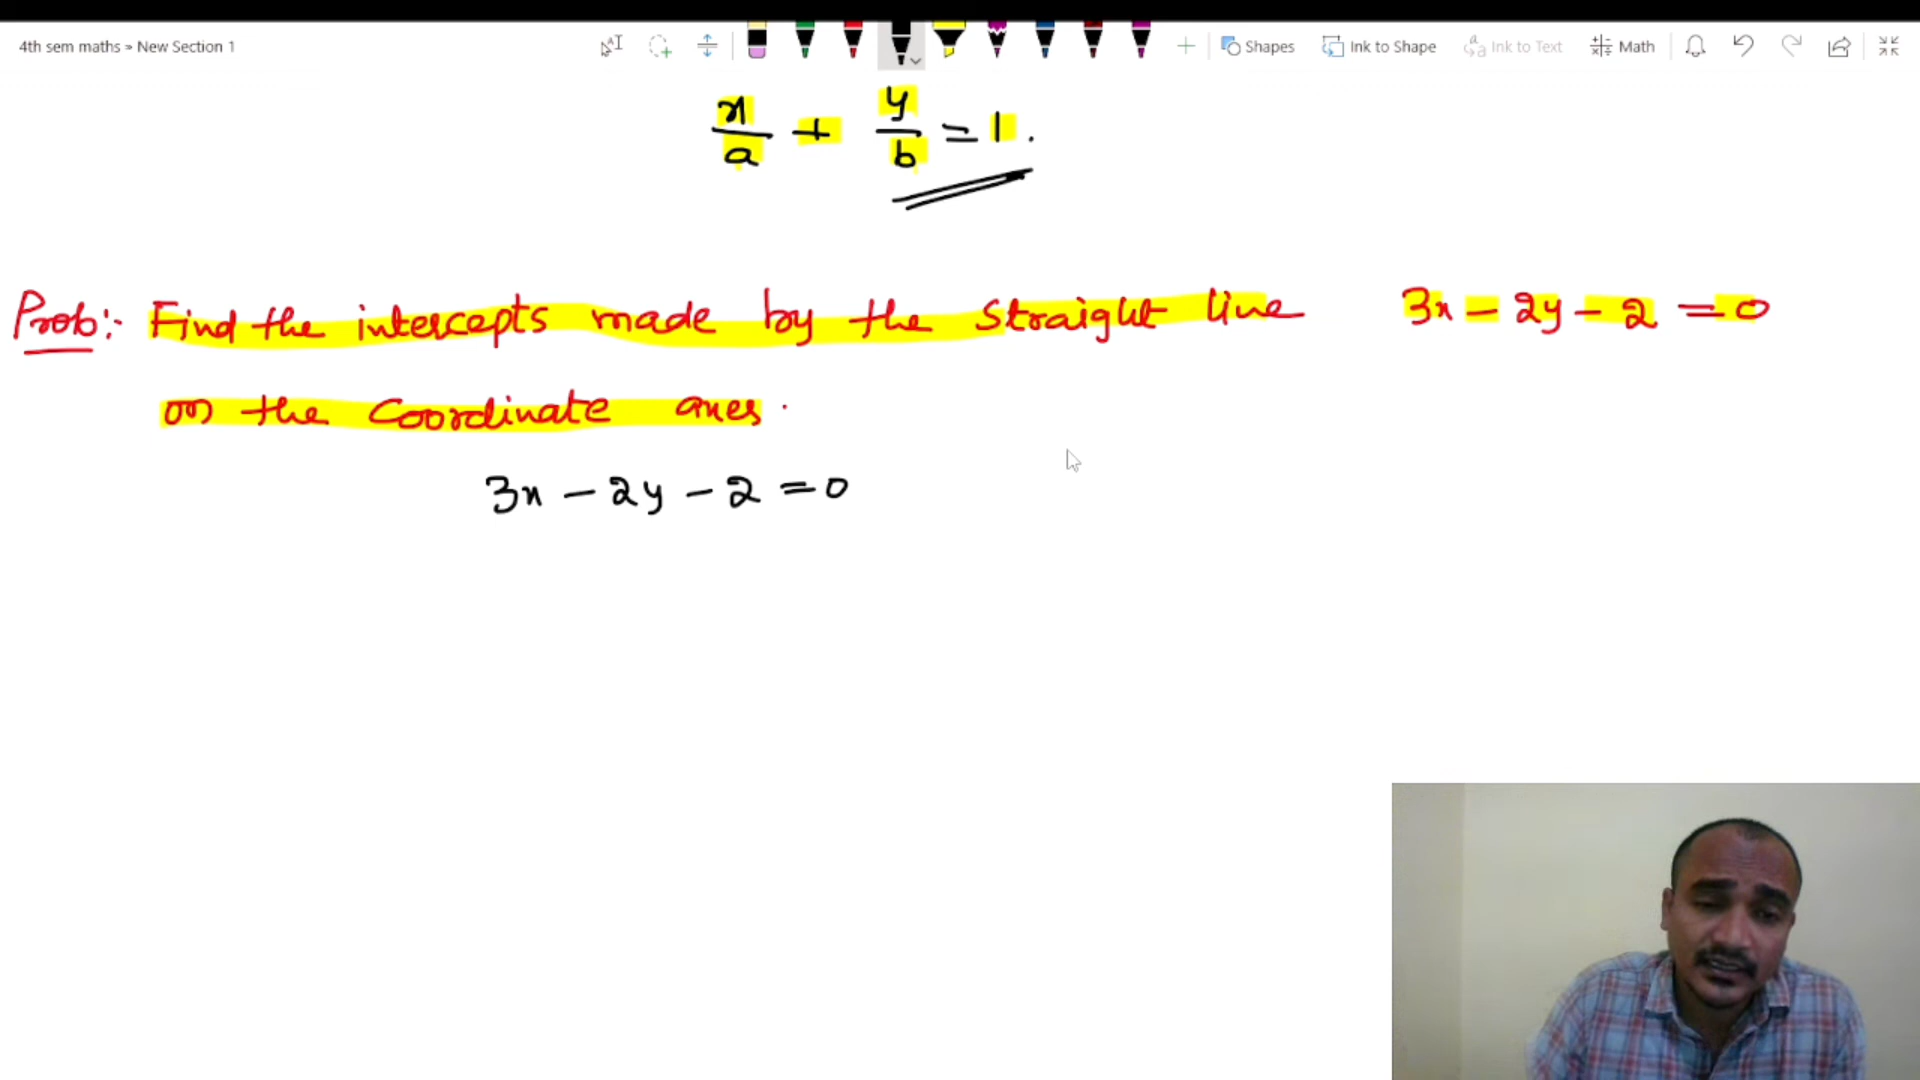 4th sem maths » New Section 1
Shapes Ink to Shape Ink to Text Math
x/a + y/b = 1.
Prob:- Find the intercepts made by the straight line 3x - 2y - 2 = 0
on the coordinate axes.
3x - 2y - 2 = 0